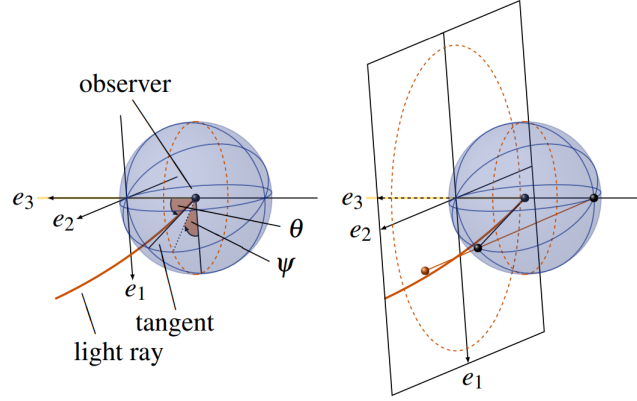 observer
e3
e2
θ
ψ
e1
tangent
light ray
e3
e2
e1